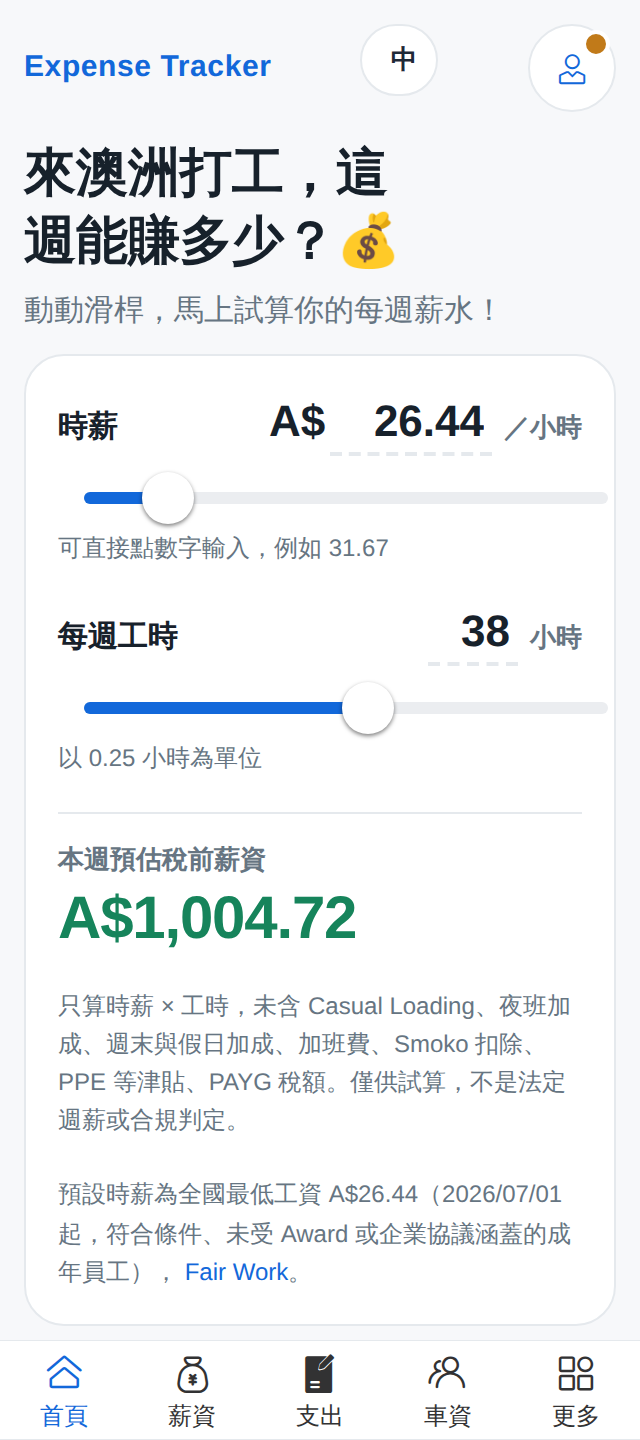 Expense Tracker
中
來澳洲打工，這
週能賺多少？💰
動動滑桿，馬上試算你的每週薪水！
時薪 A$ 26.44 ／小時
可直接點數字輸入，例如 31.67
每週工時 38 小時
以 0.25 小時為單位
本週預估稅前薪資
A$1,004.72
只算時薪 × 工時，未含 Casual Loading、夜班加
成、週末與假日加成、加班費、Smoko 扣除、
PPE 等津貼、PAYG 稅額。僅供試算，不是法定
週薪或合規判定。
預設時薪為全國最低工資 A$26.44（2026/07/01
起，符合條件、未受 Award 或企業協議涵蓋的成
年員工）， Fair Work。
首頁 薪資 支出 車資 更多